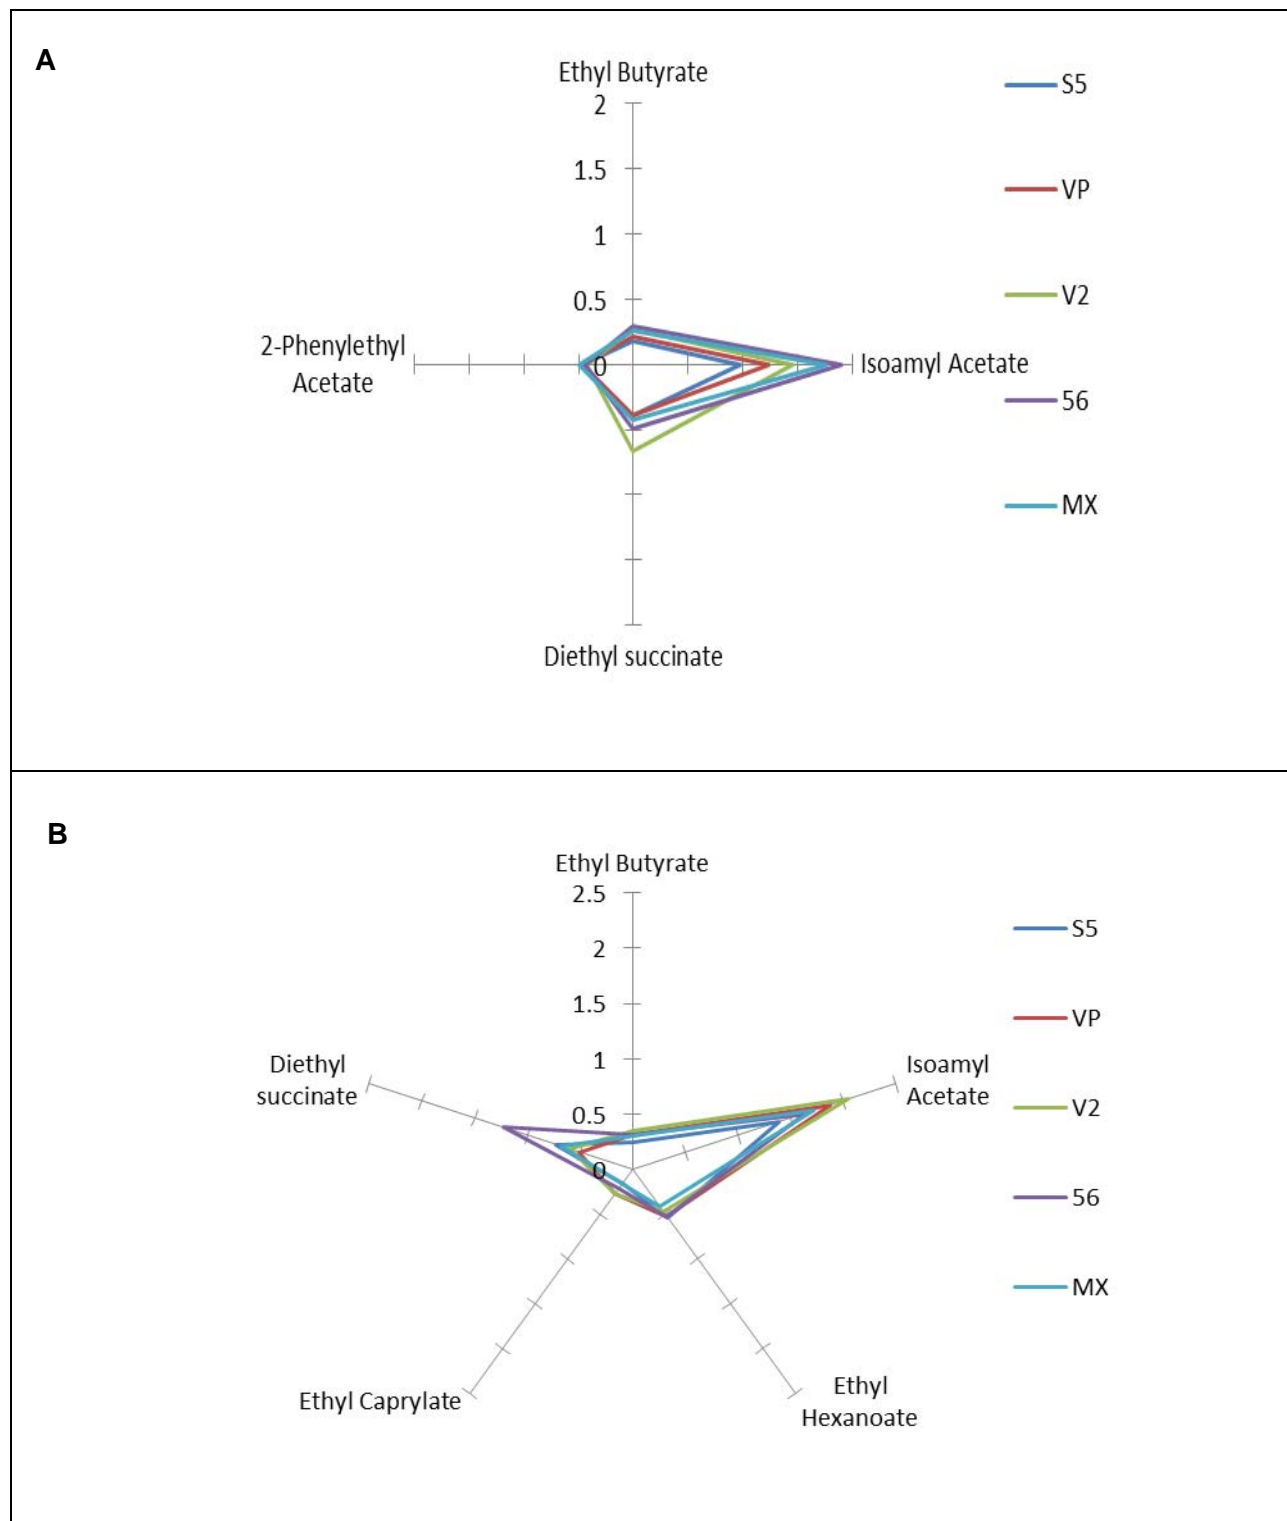 A
Ethyl Butyrate
2
1.5
1
0.5
0
2-Phenylethyl
Acetate
Isoamyl Acetate
Diethyl succinate
S5
VP
V2
56
MX
B
Ethyl Butyrate
2.5
2
1.5
1
0.5
0
Diethyl
succinate
Isoamyl
Acetate
Ethyl Caprylate
Ethyl
Hexanoate
S5
VP
V2
56
MX